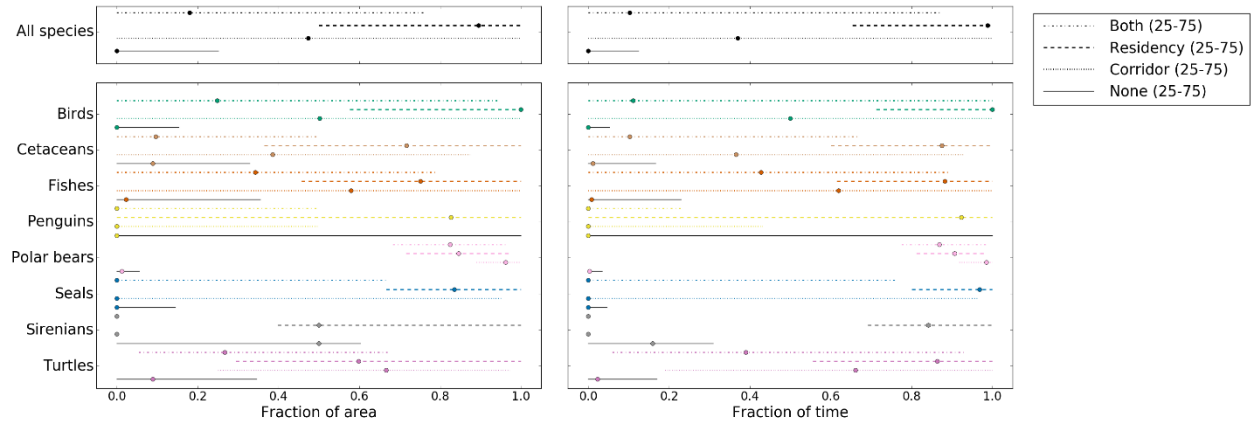 All species
Both (25-75)
Residency (25-75)
Corridor (25-75)
None (25-75)
Birds
Cetaceans
Fishes
Penguins
Polar bears
Seals
Sirenians
Turtles
0.0 0.2 0.4 0.6 0.8 1.0
Fraction of area
0.0 0.2 0.4 0.6 0.8 1.0
Fraction of time